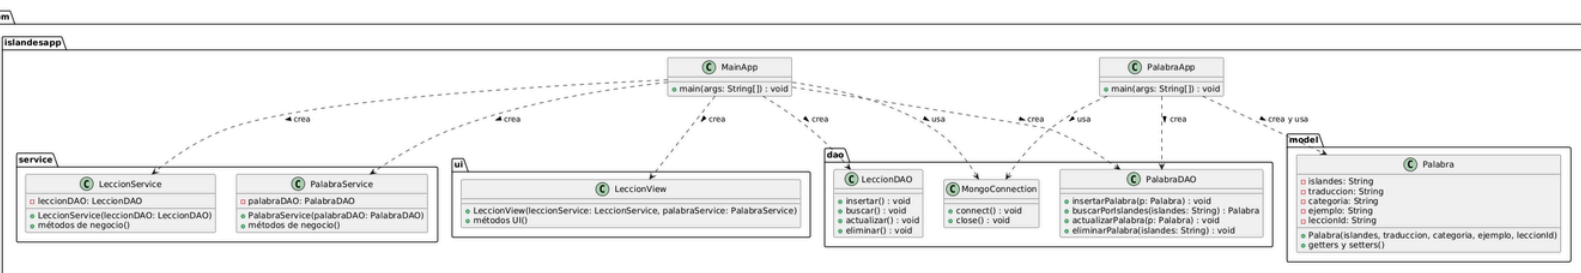 om
islandesapp
C MainApp
main(args: String[]) : void
C PalabraApp
main(args: String[]) : void
crea
crea
crea
crea
usa
crea
usa
crea
crea y usa
service
C LeccionService
leccionDAO: LeccionDAO
LeccionService(leccionDAO: LeccionDAO)
métodos de negocio()
C PalabraService
palabraDAO: PalabraDAO
PalabraService(palabraDAO: PalabraDAO)
métodos de negocio()
ui
C LeccionView
LeccionView(leccionService: LeccionService, palabraService: PalabraService)
métodos UI()
dao
C LeccionDAO
insertar() : void
buscar() : void
actualizar() : void
eliminar() : void
C MongoConnection
connect() : void
close() : void
C PalabraDAO
insertarPalabra(p: Palabra) : void
buscarPorIslandes(islandes: String) : Palabra
actualizarPalabra(p: Palabra) : void
eliminarPalabra(islandes: String) : void
model
C Palabra
islandes: String
traduccion: String
categoria: String
ejemplo: String
leccionId: String
Palabra(islandes, traduccion, categoria, ejemplo, leccionId)
getters y setters()